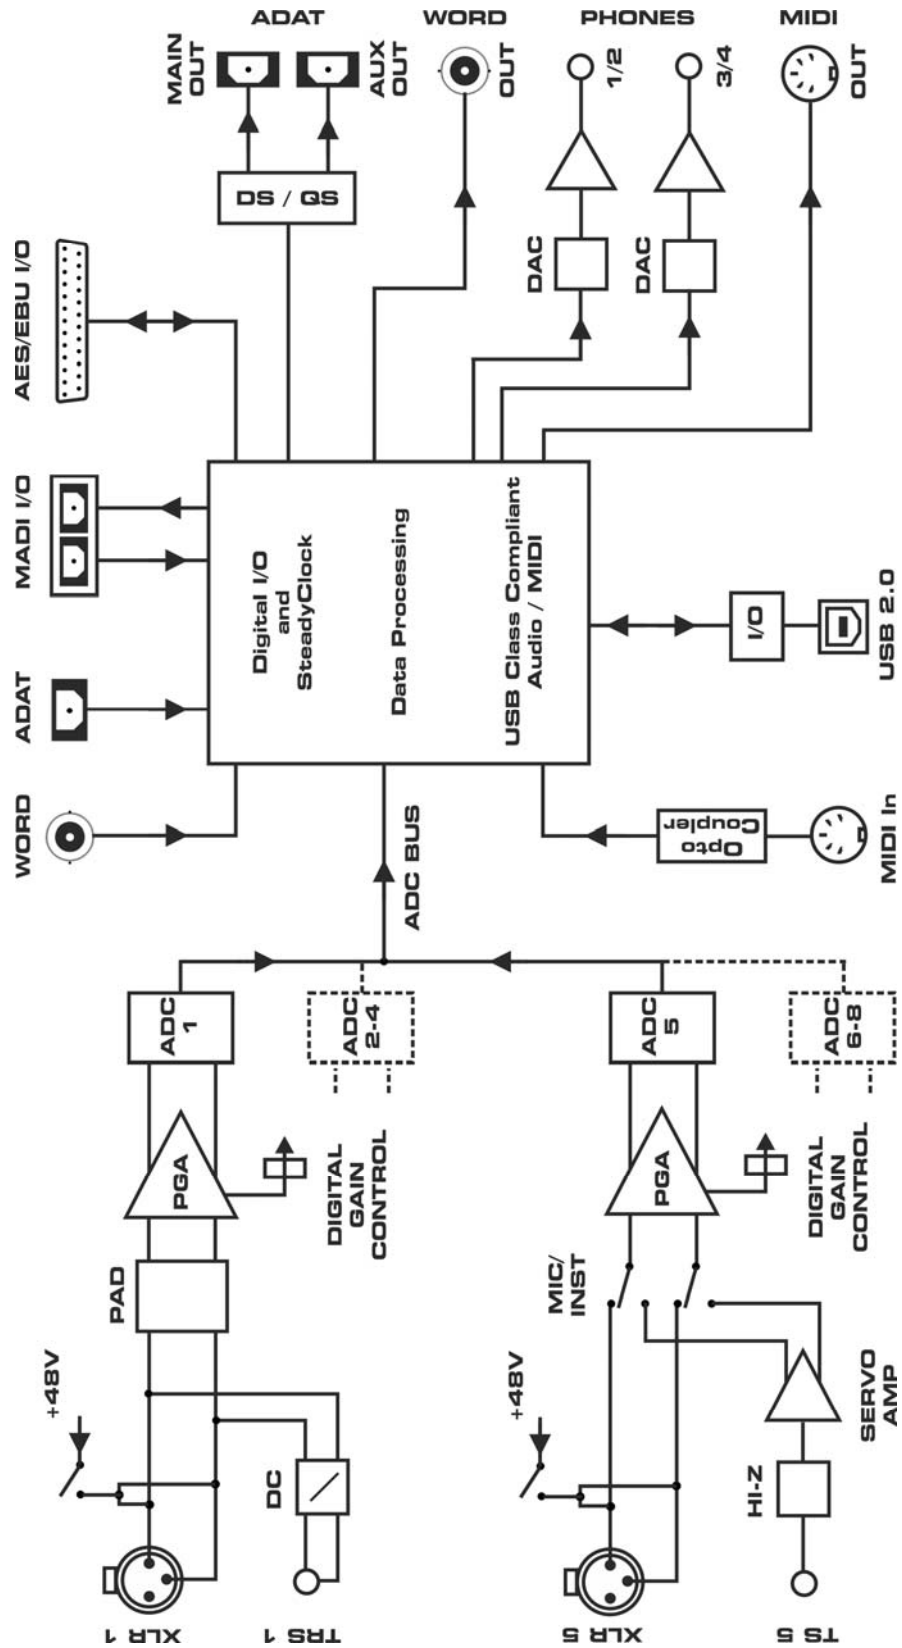 ADAT
WORD
PHONES
MIDI
MAIN
OUT
AUX
OUT
OUT
1/2
3/4
OUT
DS / QS
DAC
DAC
AES/EBU I/O
MADI I/O
ADAT
WORD
Digital I/O
and
SteadyClock
Data Processing
USB Class Compliant
Audio / MIDI
I/O
USB 2.0
Opto
Coupler
MIDI In
ADC BUS
ADC
1
ADC
2-4
ADC
5
ADC
6-8
PGA
DIGITAL
GAIN
CONTROL
PGA
DIGITAL
GAIN
CONTROL
PAD
MIC/
INST
+48V
+48V
SERVO
AMP
DC
HI-Z
XLR 1
TRS 1
XLR 5
TS 5